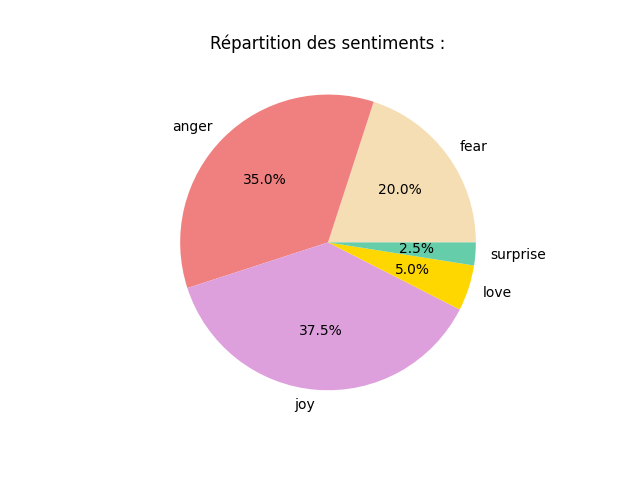 Répartition des sentiments :
anger
fear
35.0%
20.0%
2.5%
surprise
5.0%
love
37.5%
joy